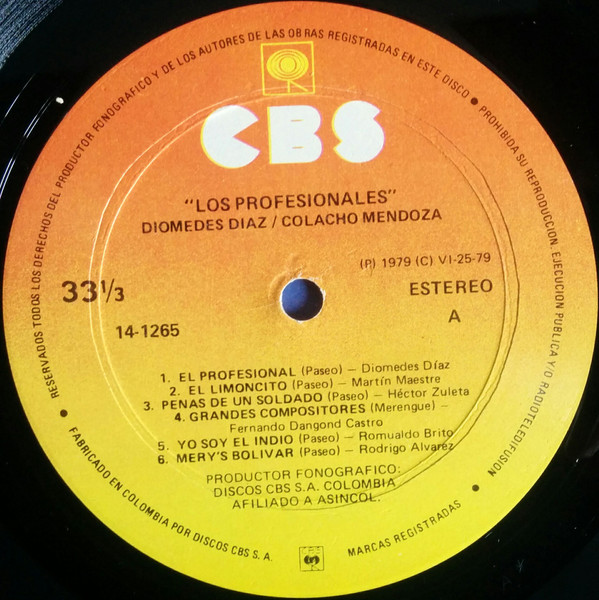 RESERVADOS TODOS LOS DERECHOS DEL PRODUCTOR FONOGRAFICO Y DE LOS AUTORES DE LAS OBRAS REGISTRADAS EN ESTE DISCO • PROHIBIDA SU REPRODUCCION, EJECUCION PUBLICA Y/O RADIOTELEDIFUSION •
CBS
"LOS PROFESIONALES"
DIOMEDES DIAZ / COLACHO MENDOZA
(P) 1979 (C) VI-25-79
33 1/3
ESTEREO
14-1265
A
1. EL PROFESIONAL (Paseo) – Diomedes Díaz
2. EL LIMONCITO (Paseo) – Martín Maestre
3. PENAS DE UN SOLDADO (Paseo) – Héctor Zuleta
4. GRANDES COMPOSITORES (Merengue) –
Fernando Dangond Castro
5. YO SOY EL INDIO (Paseo) – Romualdo Brito
6. MERY'S BOLIVAR (Paseo) – Rodrigo Alvarez
PRODUCTOR FONOGRAFICO:
DISCOS CBS S.A. COLOMBIA
AFILIADO A ASINCOL.
• FABRICADO EN COLOMBIA POR DISCOS CBS S. A.
MARCAS REGISTRADAS •